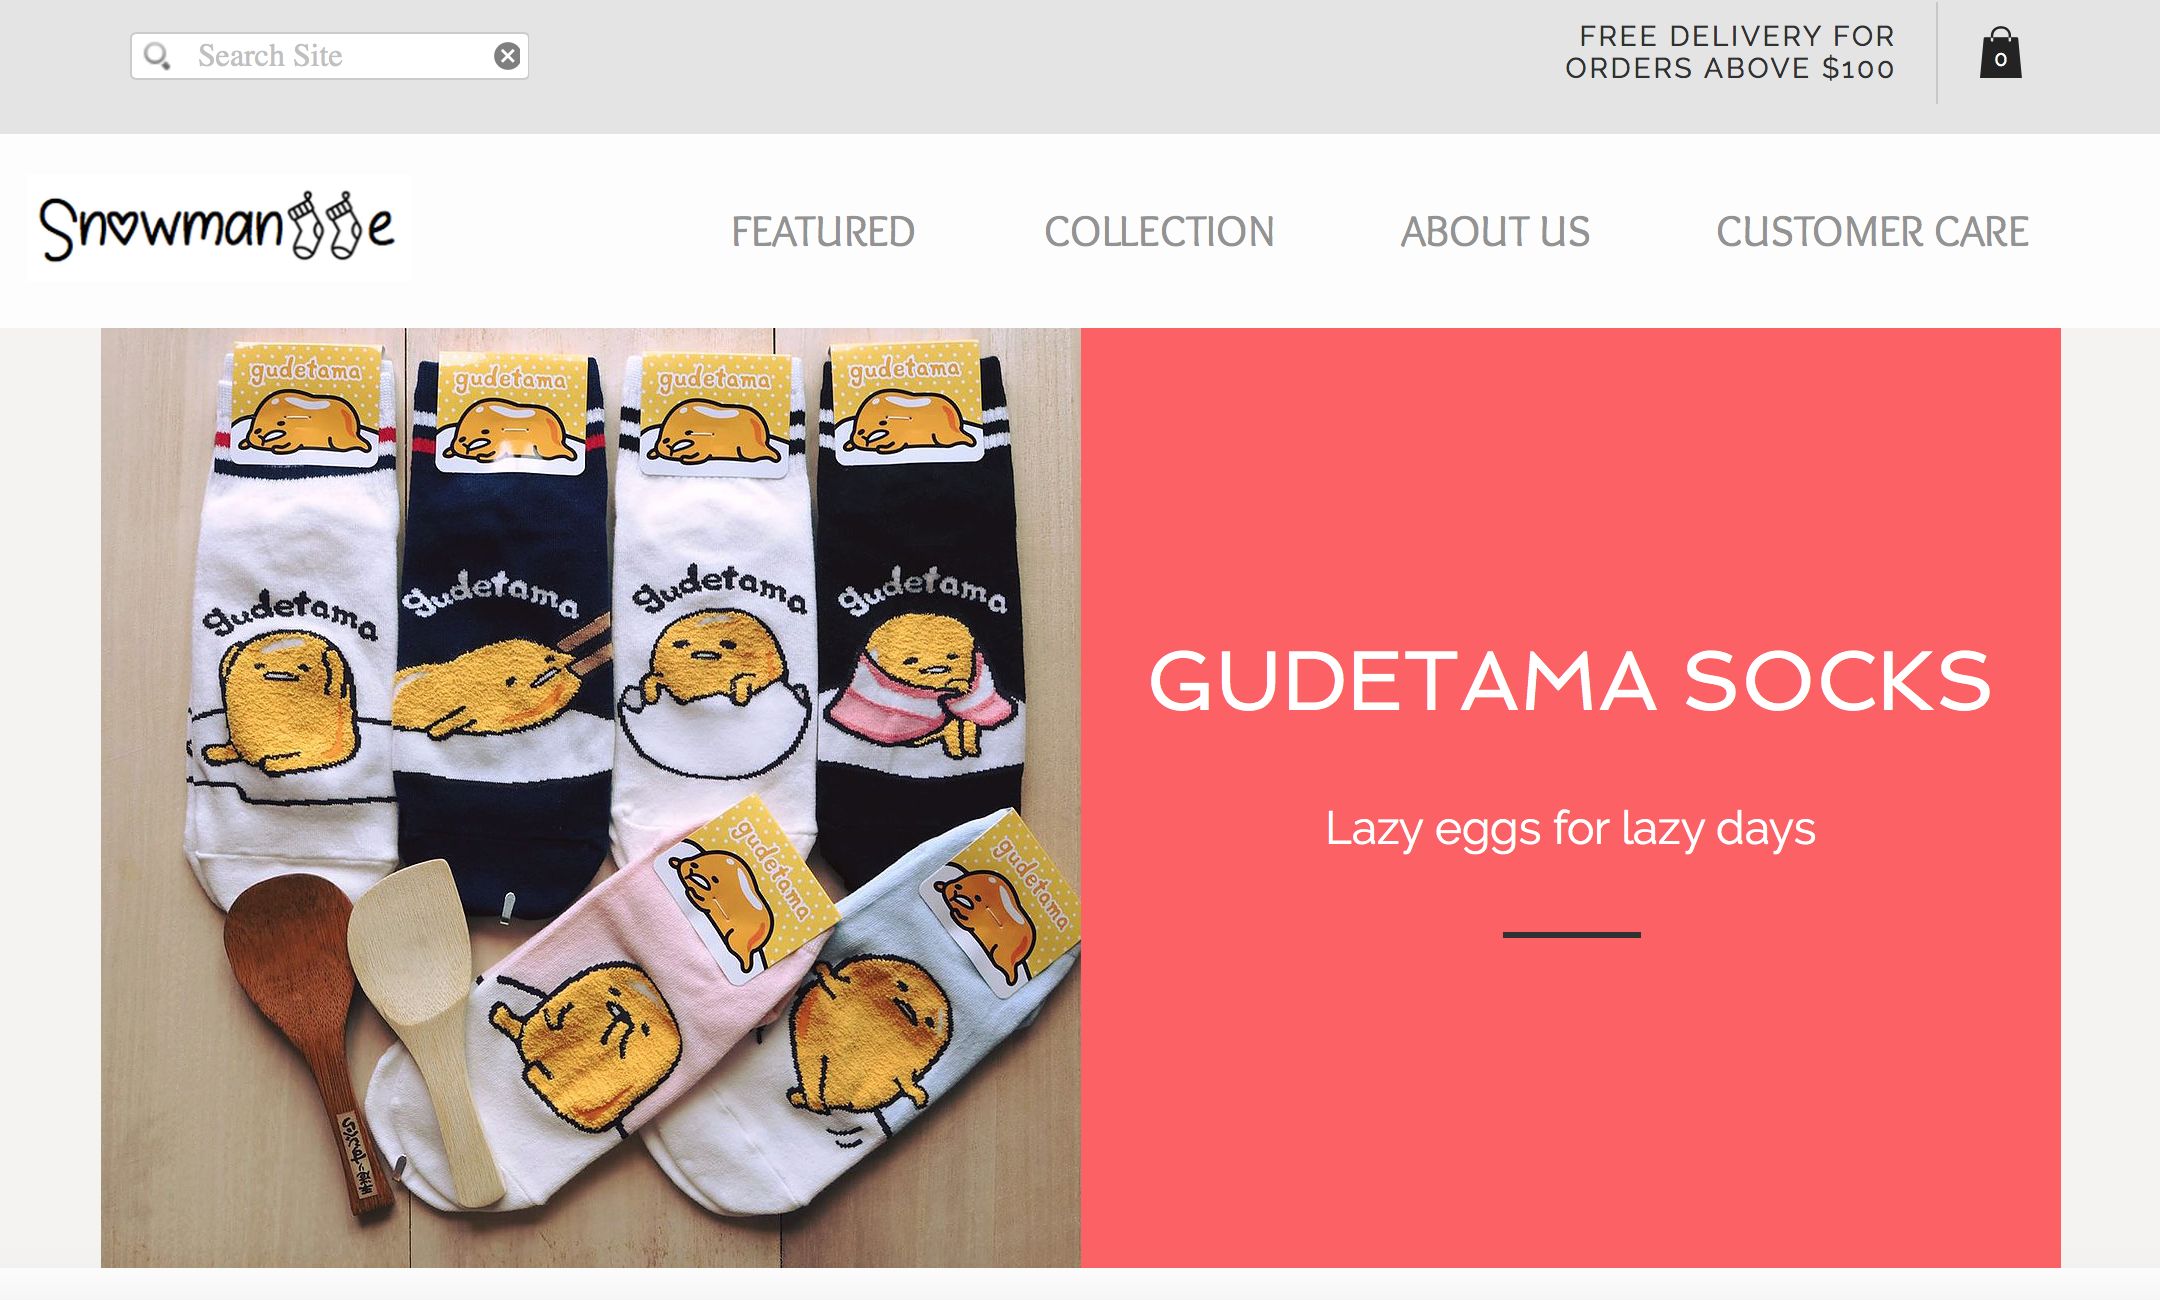 Search Site
FREE DELIVERY FOR
ORDERS ABOVE $100
0
Snowman e
FEATURED
COLLECTION
ABOUT US
CUSTOMER CARE
gudetama
gudetama
gudetama
gudetama
gudetama
gudetama
gudetama
gudetama
gudetama
gudetama
GUDETAMA SOCKS
Lazy eggs for lazy days